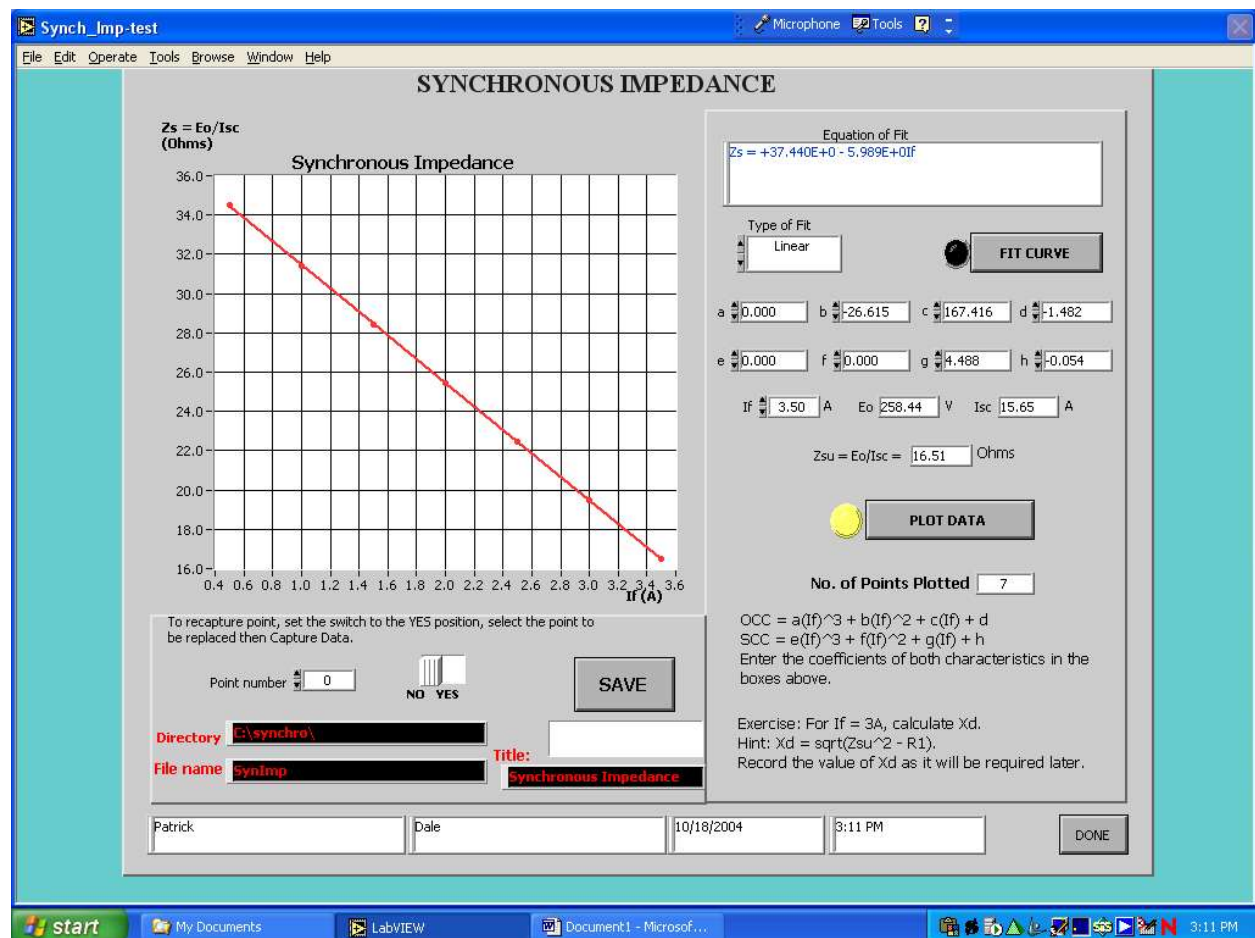 Synch_Imp-test
Microphone Tools ?
File Edit Operate Tools Browse Window Help
SYNCHRONOUS IMPEDANCE
Zs = Eo/Isc
(Ohms)
Synchronous Impedance
36.0
34.0
32.0
30.0
28.0
26.0
24.0
22.0
20.0
18.0
16.0
0.4 0.6 0.8 1.0 1.2 1.4 1.6 1.8 2.0 2.2 2.4 2.6 2.8 3.0 3.2 3.4 3.6
If (A)
Equation of Fit
Zs = +37.440E+0 - 5.989E+0If
Type of Fit
Linear
FIT CURVE
a 0.000 b -26.615 c 167.416 d -1.482
e 0.000 f 0.000 g 4.488 h -0.054
If 3.50 A Eo 258.44 V Isc 15.65 A
Zsu = Eo/Isc = 16.51 Ohms
PLOT DATA
No. of Points Plotted 7
OCC = a(If)^3 + b(If)^2 + c(If) + d
SCC = e(If)^3 + f(If)^2 + g(If) + h
Enter the coefficients of both characteristics in the
boxes above.
Exercise: For If = 3A, calculate Xd.
Hint: Xd = sqrt(Zsu^2 - R1).
Record the value of Xd as it will be required later.
To recapture point, set the switch to the YES position, select the point to
be replaced then Capture Data.
Point number 0
NO YES
SAVE
Directory C:\synchro\
File name SynImp
Title:
Synchronous Impedance
Patrick Dale 10/18/2004 3:11 PM
DONE
start My Documents LabVIEW Document1 - Microsof... N 3:11 PM